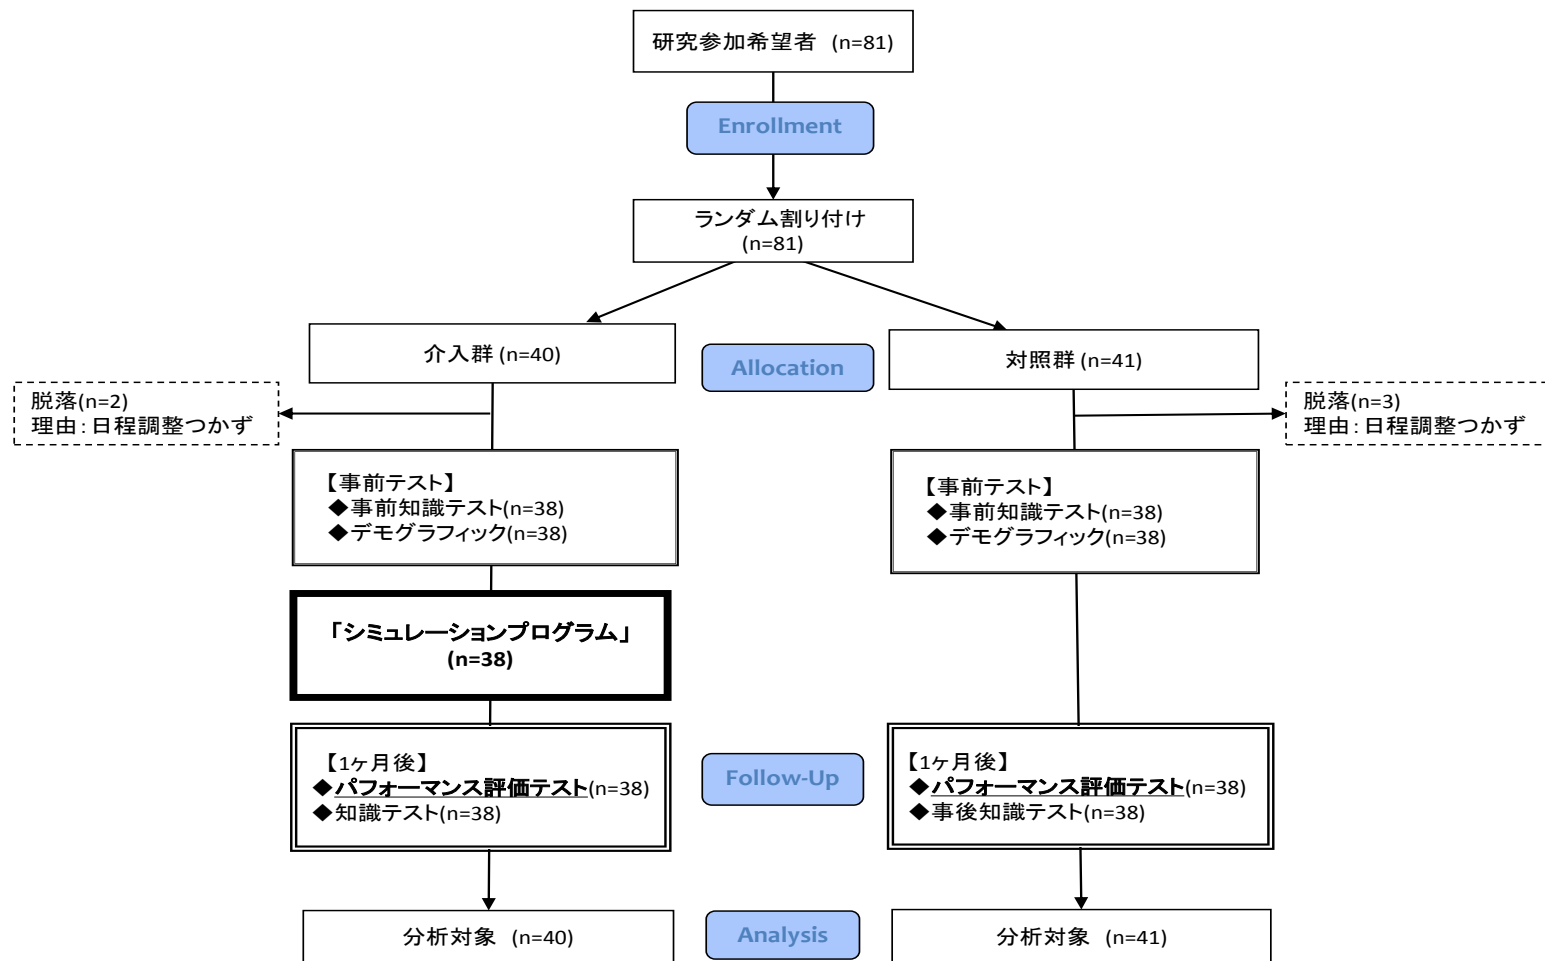 研究参加希望者 (n=81)
Enrollment
ランダム割り付け
(n=81)
介入群 (n=40)
Allocation
対照群 (n=41)
脱落(n=2)
理由：日程調整つかず
脱落(n=3)
理由：日程調整つかず
【事前テスト】
◆事前知識テスト(n=38)
◆デモグラフィック(n=38)
【事前テスト】
◆事前知識テスト(n=38)
◆デモグラフィック(n=38)
「シミュレーションプログラム」
(n=38)
【1ヶ月後】
◆パフォーマンス評価テスト(n=38)
◆知識テスト(n=38)
Follow-Up
【1ヶ月後】
◆パフォーマンス評価テスト(n=38)
◆事後知識テスト(n=38)
分析対象 (n=40)
Analysis
分析対象 (n=41)